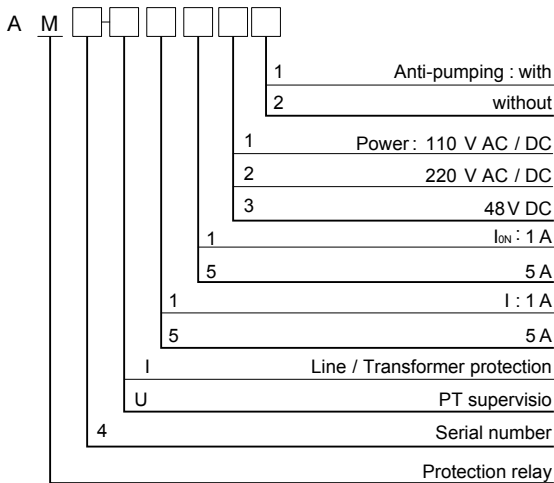 A M -
1 Anti-pumping : with
2 without
1 Power : 110 V AC / DC
2 220 V AC / DC
3 48 V DC
1 I0N : 1 A
5 5 A
1 I : 1 A
5 5 A
I Line / Transformer protection
U PT supervisio
4 Serial number
Protection relay